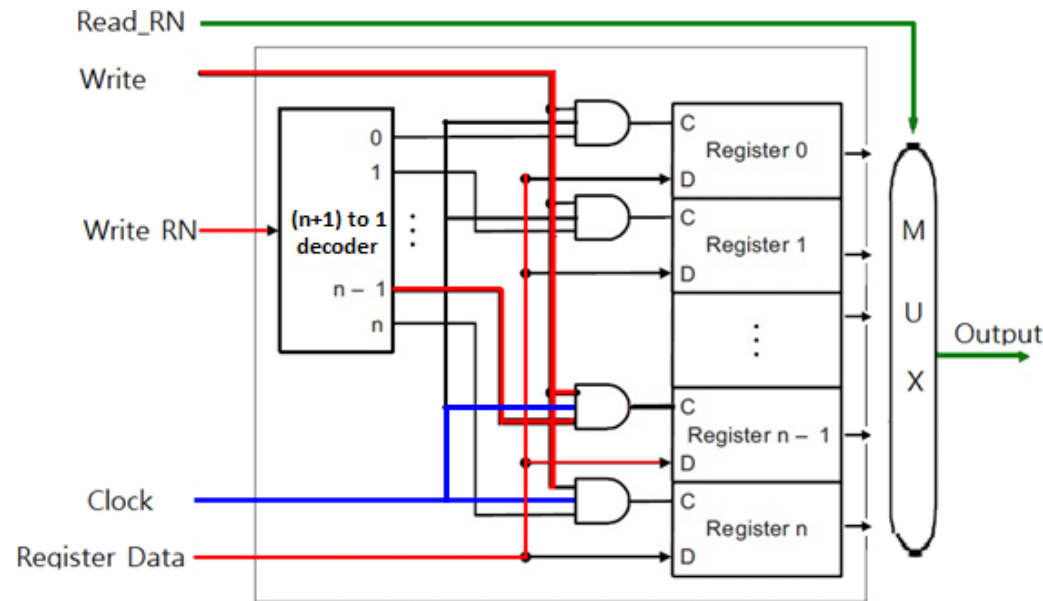 Read_RN
Write
0
1
(n+1) to 1
decoder
n – 1
n
Write RN
Clock
Register Data
C
Register 0
D
C
Register 1
D
C
Register n – 1
D
C
Register n
D
M
U
X
Output